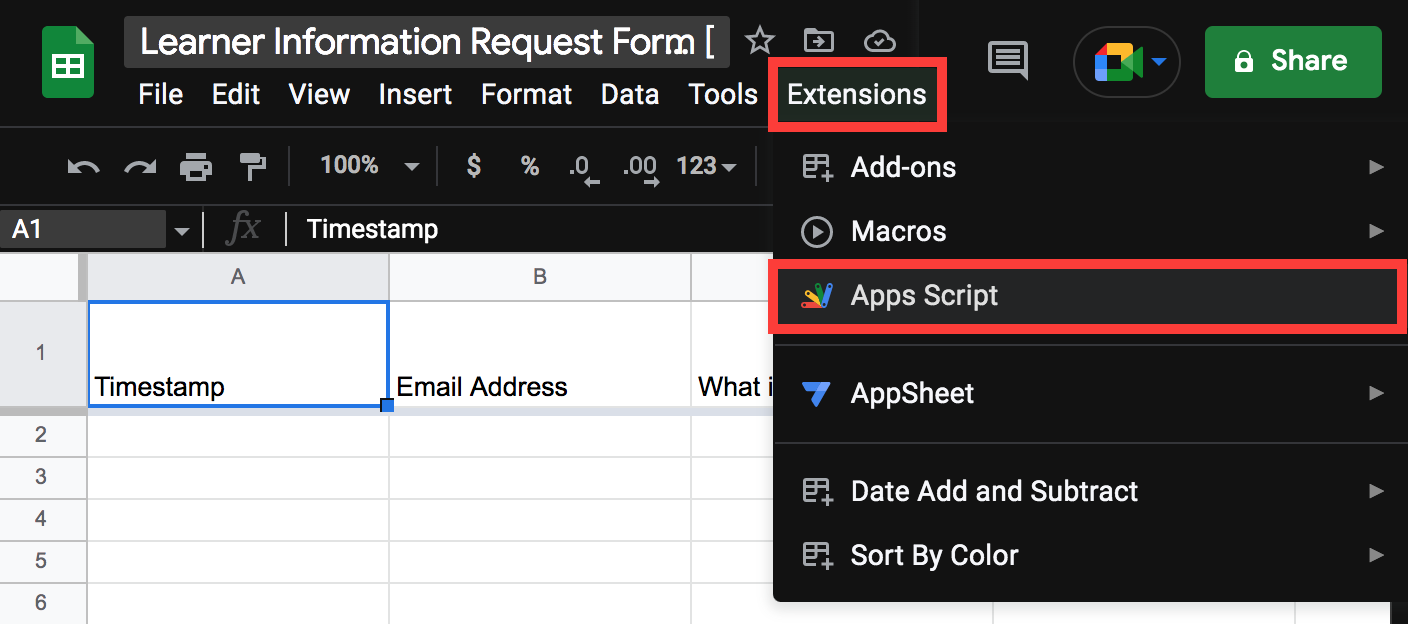 Learner Information Request Form [
File Edit View Insert Format Data Tools Extensions
Share
100% $ % .0 .00 123
A1 fx Timestamp
Add-ons
Macros
Apps Script
AppSheet
Date Add and Subtract
Sort By Color
A B
1 Timestamp Email Address What i
2
3
4
5
6